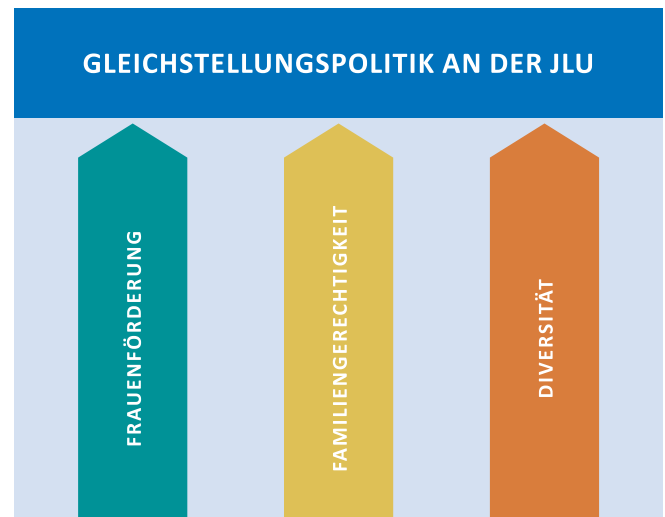 GLEICHSTELLUNGSPOLITIK AN DER JLU
FRAUENFÖRDERUNG
FAMILIENGERECHTIGKEIT
DIVERSITÄT